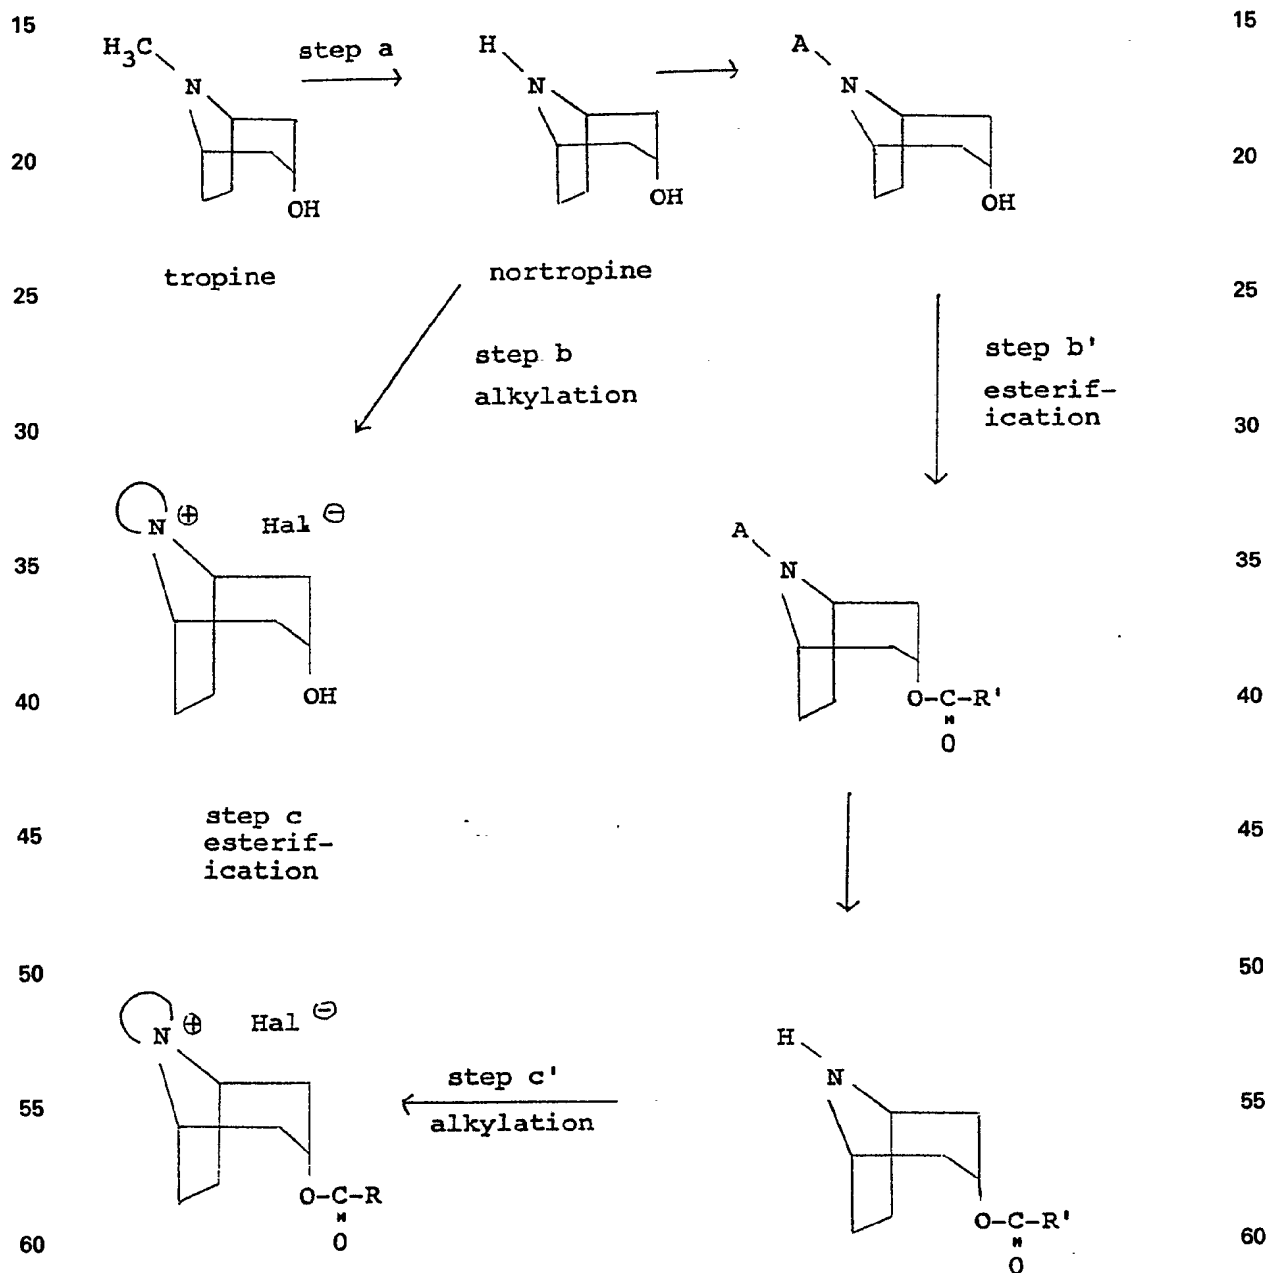 15 15
H₃C step a H A
N N N
20 20
OH OH OH
tropine nortropine
25 25
step b step b'
alkylation esterif-
ication
30 30
N ⊕ Hal ⊖ A
35 N 35
OH O-C-R'
40 40
O
step c
45 esterif- 45
ication
50 50
N ⊕ Hal ⊖ H
step c' N
55 alkylation 55
O-C-R O-C-R'
60 O O 60